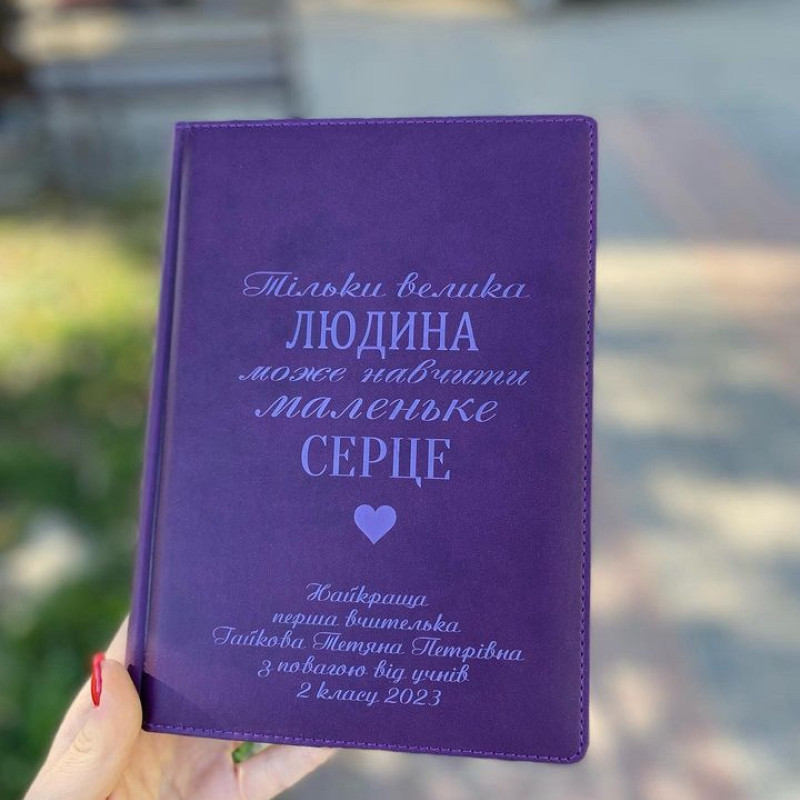 Тільки велика
ЛЮДИНА
може навчити
маленьке
СЕРЦЕ
Найкраща
перша вчителька
Гайкова Тетяна Петрівна
з повагою від учнів
2 класу 2023